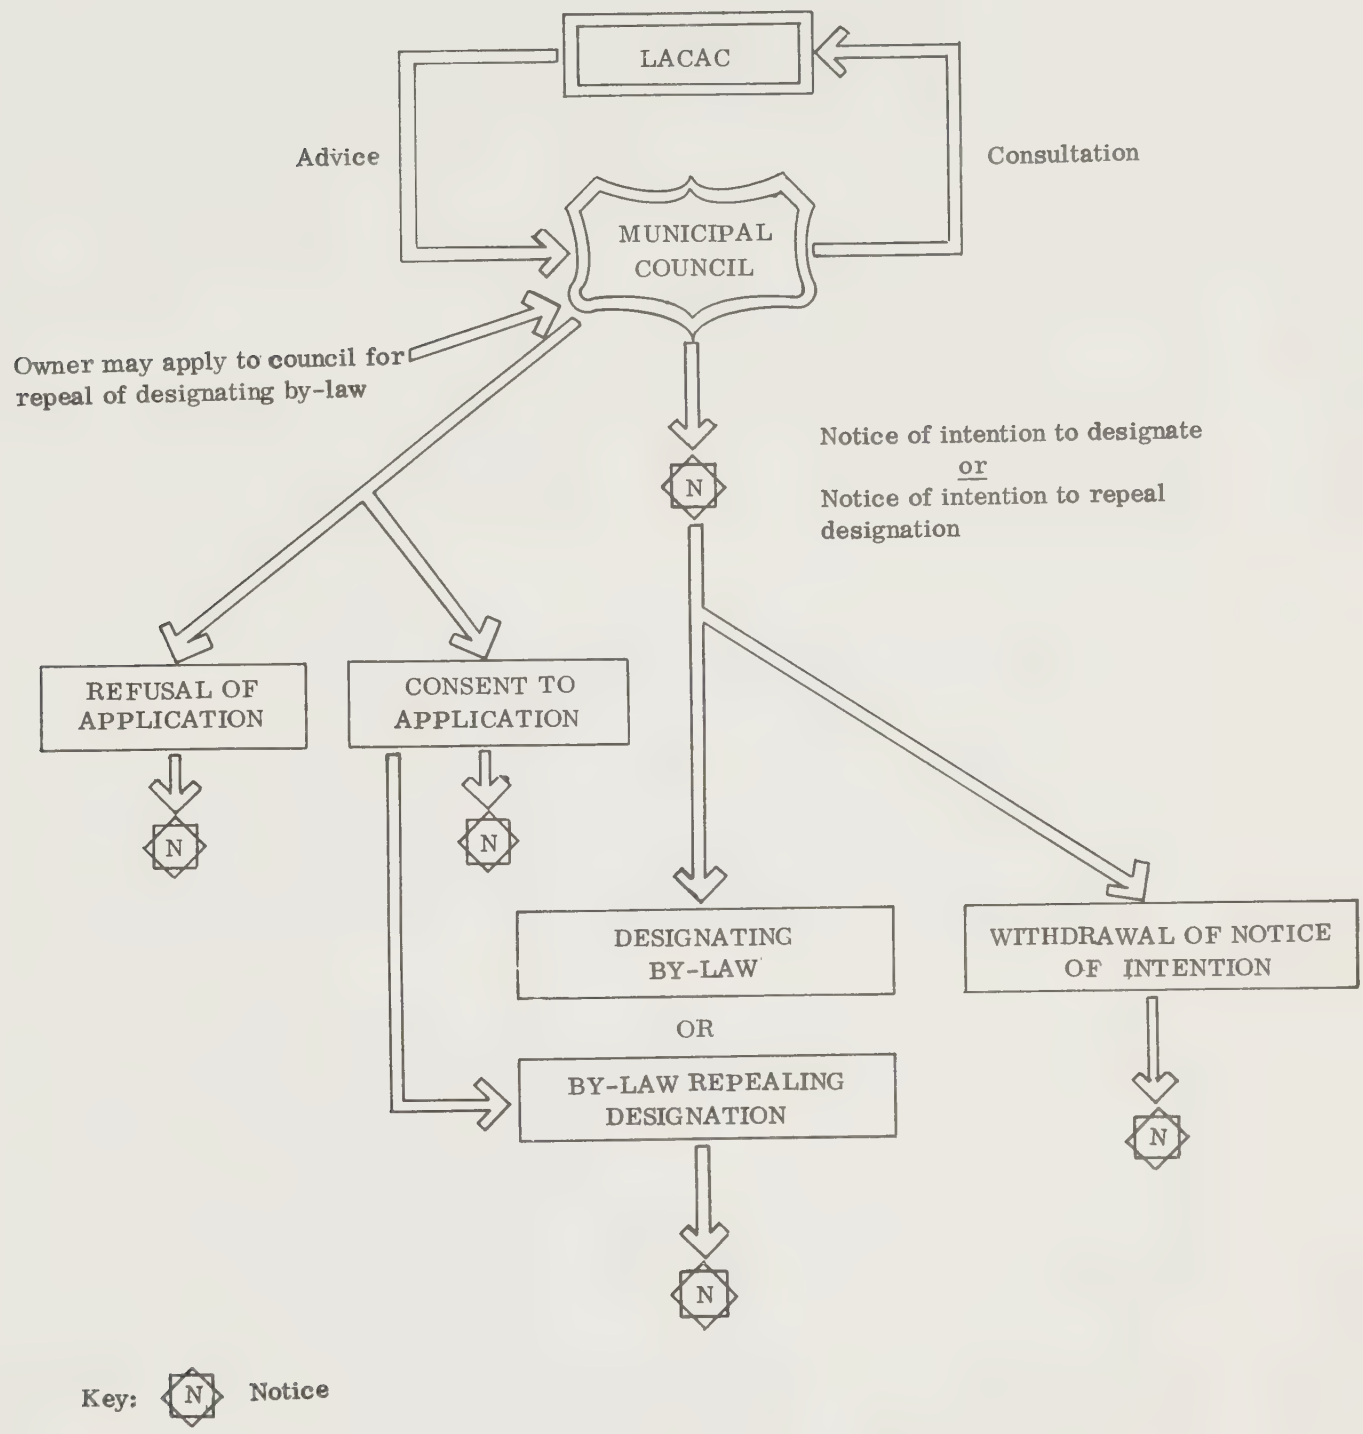 LACAC
Advice
Consultation
MUNICIPAL
COUNCIL
Owner may apply to council for
repeal of designating by-law
Notice of intention to designate
or
Notice of intention to repeal
designation
N
REFUSAL OF
APPLICATION
CONSENT TO
APPLICATION
N
N
DESIGNATING
BY-LAW
OR
BY-LAW REPEALING
DESIGNATION
WITHDRAWAL OF NOTICE
OF INTENTION
N
N
Key: N Notice